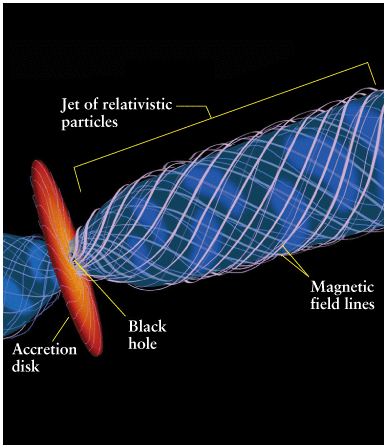 Jet of relativistic
particles
Magnetic
field lines
Black
hole
Accretion
disk